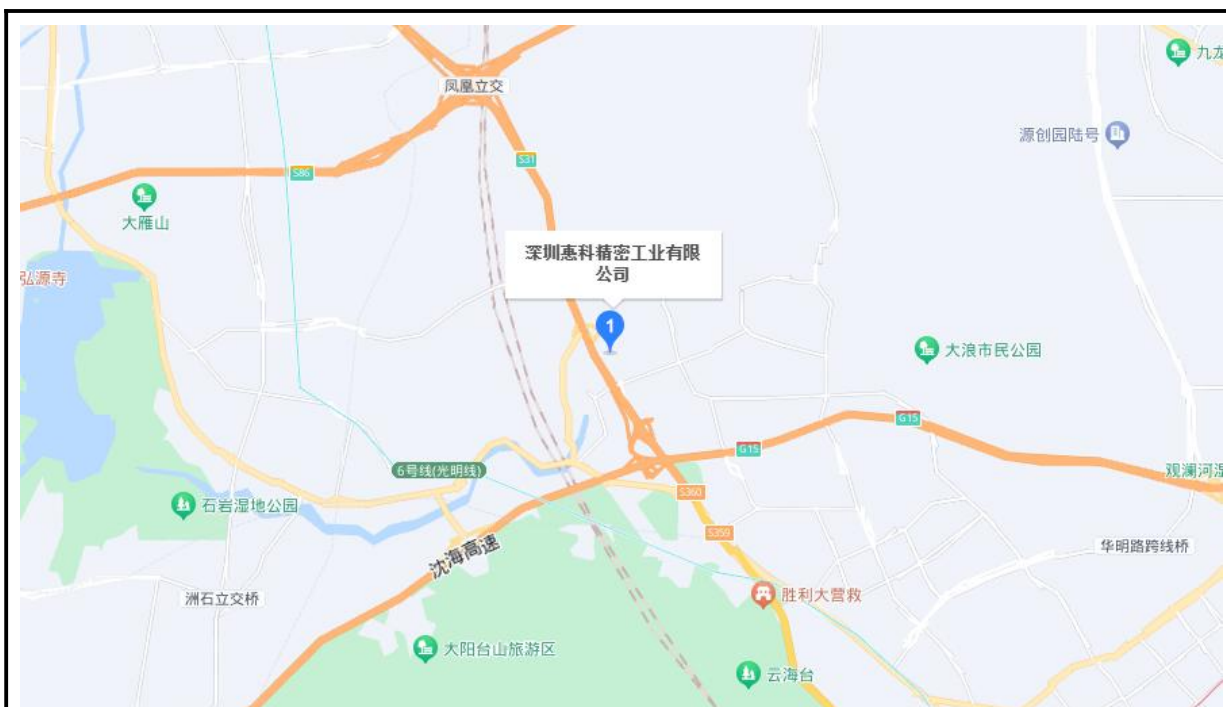 九龙
凤凰立交
源创园陆号
S31
S86
大雁山
深圳惠科精密工业有限
公司
弘源寺
1
大浪市民公园
G15
G15
6号线(光明线)
观澜河湿
S360
石岩湿地公园
S359
沈海高速
华明路跨线桥
洲石立交桥
胜利大营救
大阳台山旅游区
云海台